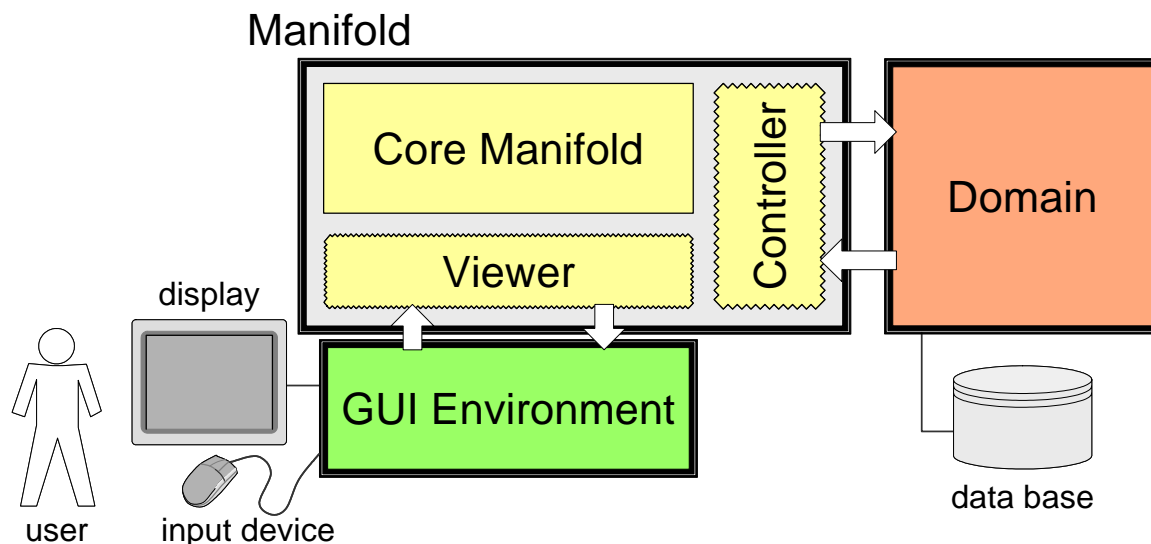 Manifold
Core Manifold
Controller
Domain
Viewer
display
GUI Environment
data base
user
input device